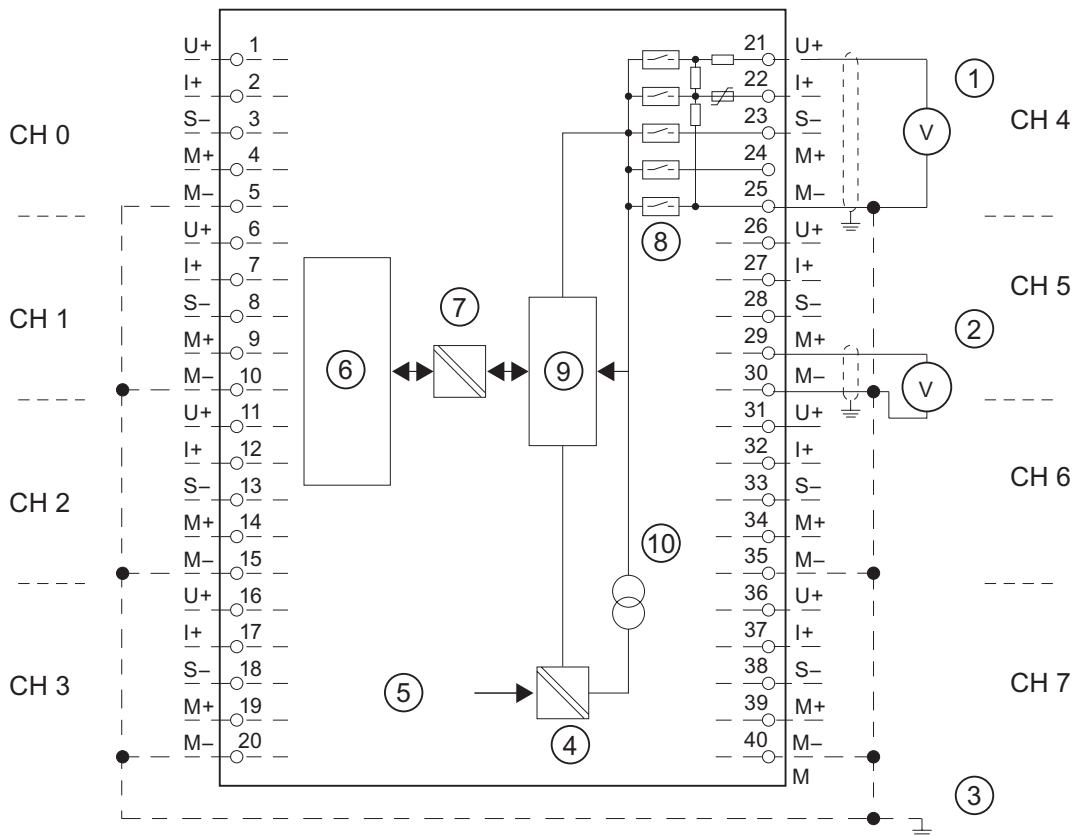 CH 0
U+ 1
I+ 2
S– 3
M+ 4
M– 5
CH 1
U+ 6
I+ 7
S– 8
M+ 9
M– 10
CH 2
U+ 11
I+ 12
S– 13
M+ 14
M– 15
CH 3
U+ 16
I+ 17
S– 18
M+ 19
M– 20
6
7
9
8
10
5
4
21 U+
22 I+
23 S–
24 M+
25 M–
CH 4
26 U+
27 I+
28 S–
29 M+
30 M–
CH 5
31 U+
32 I+
33 S–
34 M+
35 M–
CH 6
36 U+
37 I+
38 S–
39 M+
40 M–
CH 7
M
V
1
V
2
3